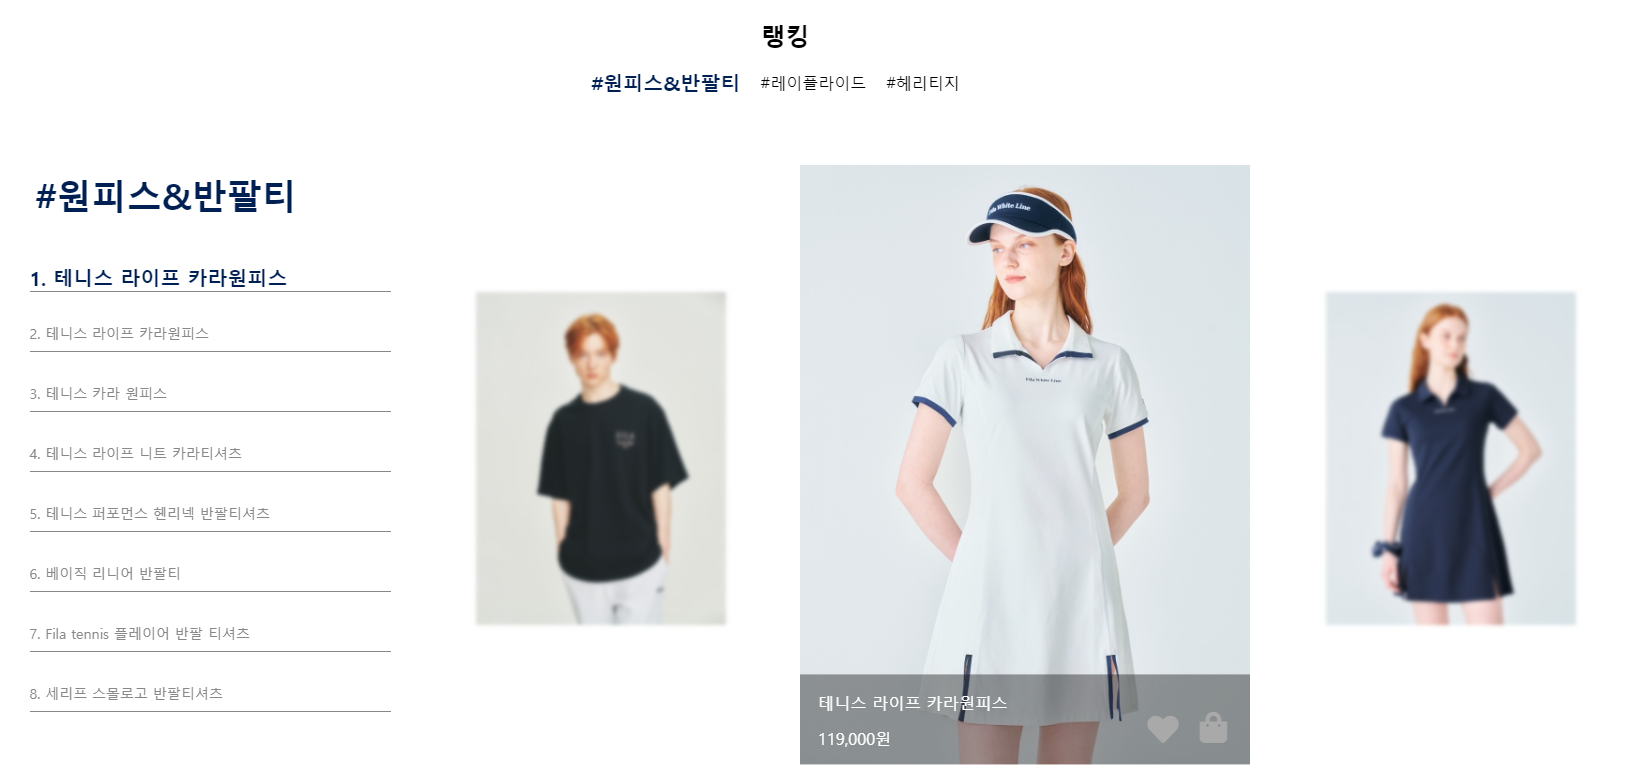 랭킹
#원피스&반팔티 #레이플라이드 #헤리티지
#원피스&반팔티
1. 테니스 라이프 카라원피스
2. 테니스 라이프 카라원피스
3. 테니스 카라 원피스
4. 테니스 라이프 니트 카라티셔츠
5. 테니스 퍼포먼스 헨리넥 반팔티셔츠
6. 베이직 리니어 반팔티
7. Fila tennis 플레이어 반팔 티셔츠
8. 세리프 스몰로고 반팔티셔츠
Fila White Line
Fila White Line
테니스 라이프 카라원피스
119,000원